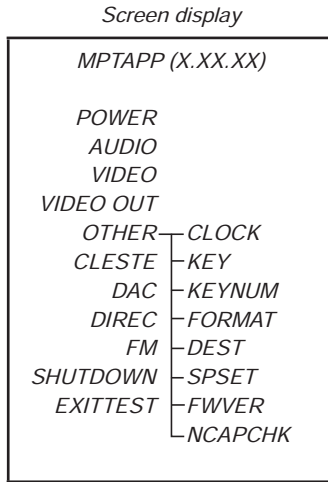 Screen display
MPTAPP (X.XX.XX)
POWER
AUDIO
VIDEO
VIDEO OUT
OTHER CLOCK
CLESTE KEY
DAC KEYNUM
DIREC FORMAT
FM DEST
SHUTDOWN SPSET
EXITTEST FWVER
NCAPCHK